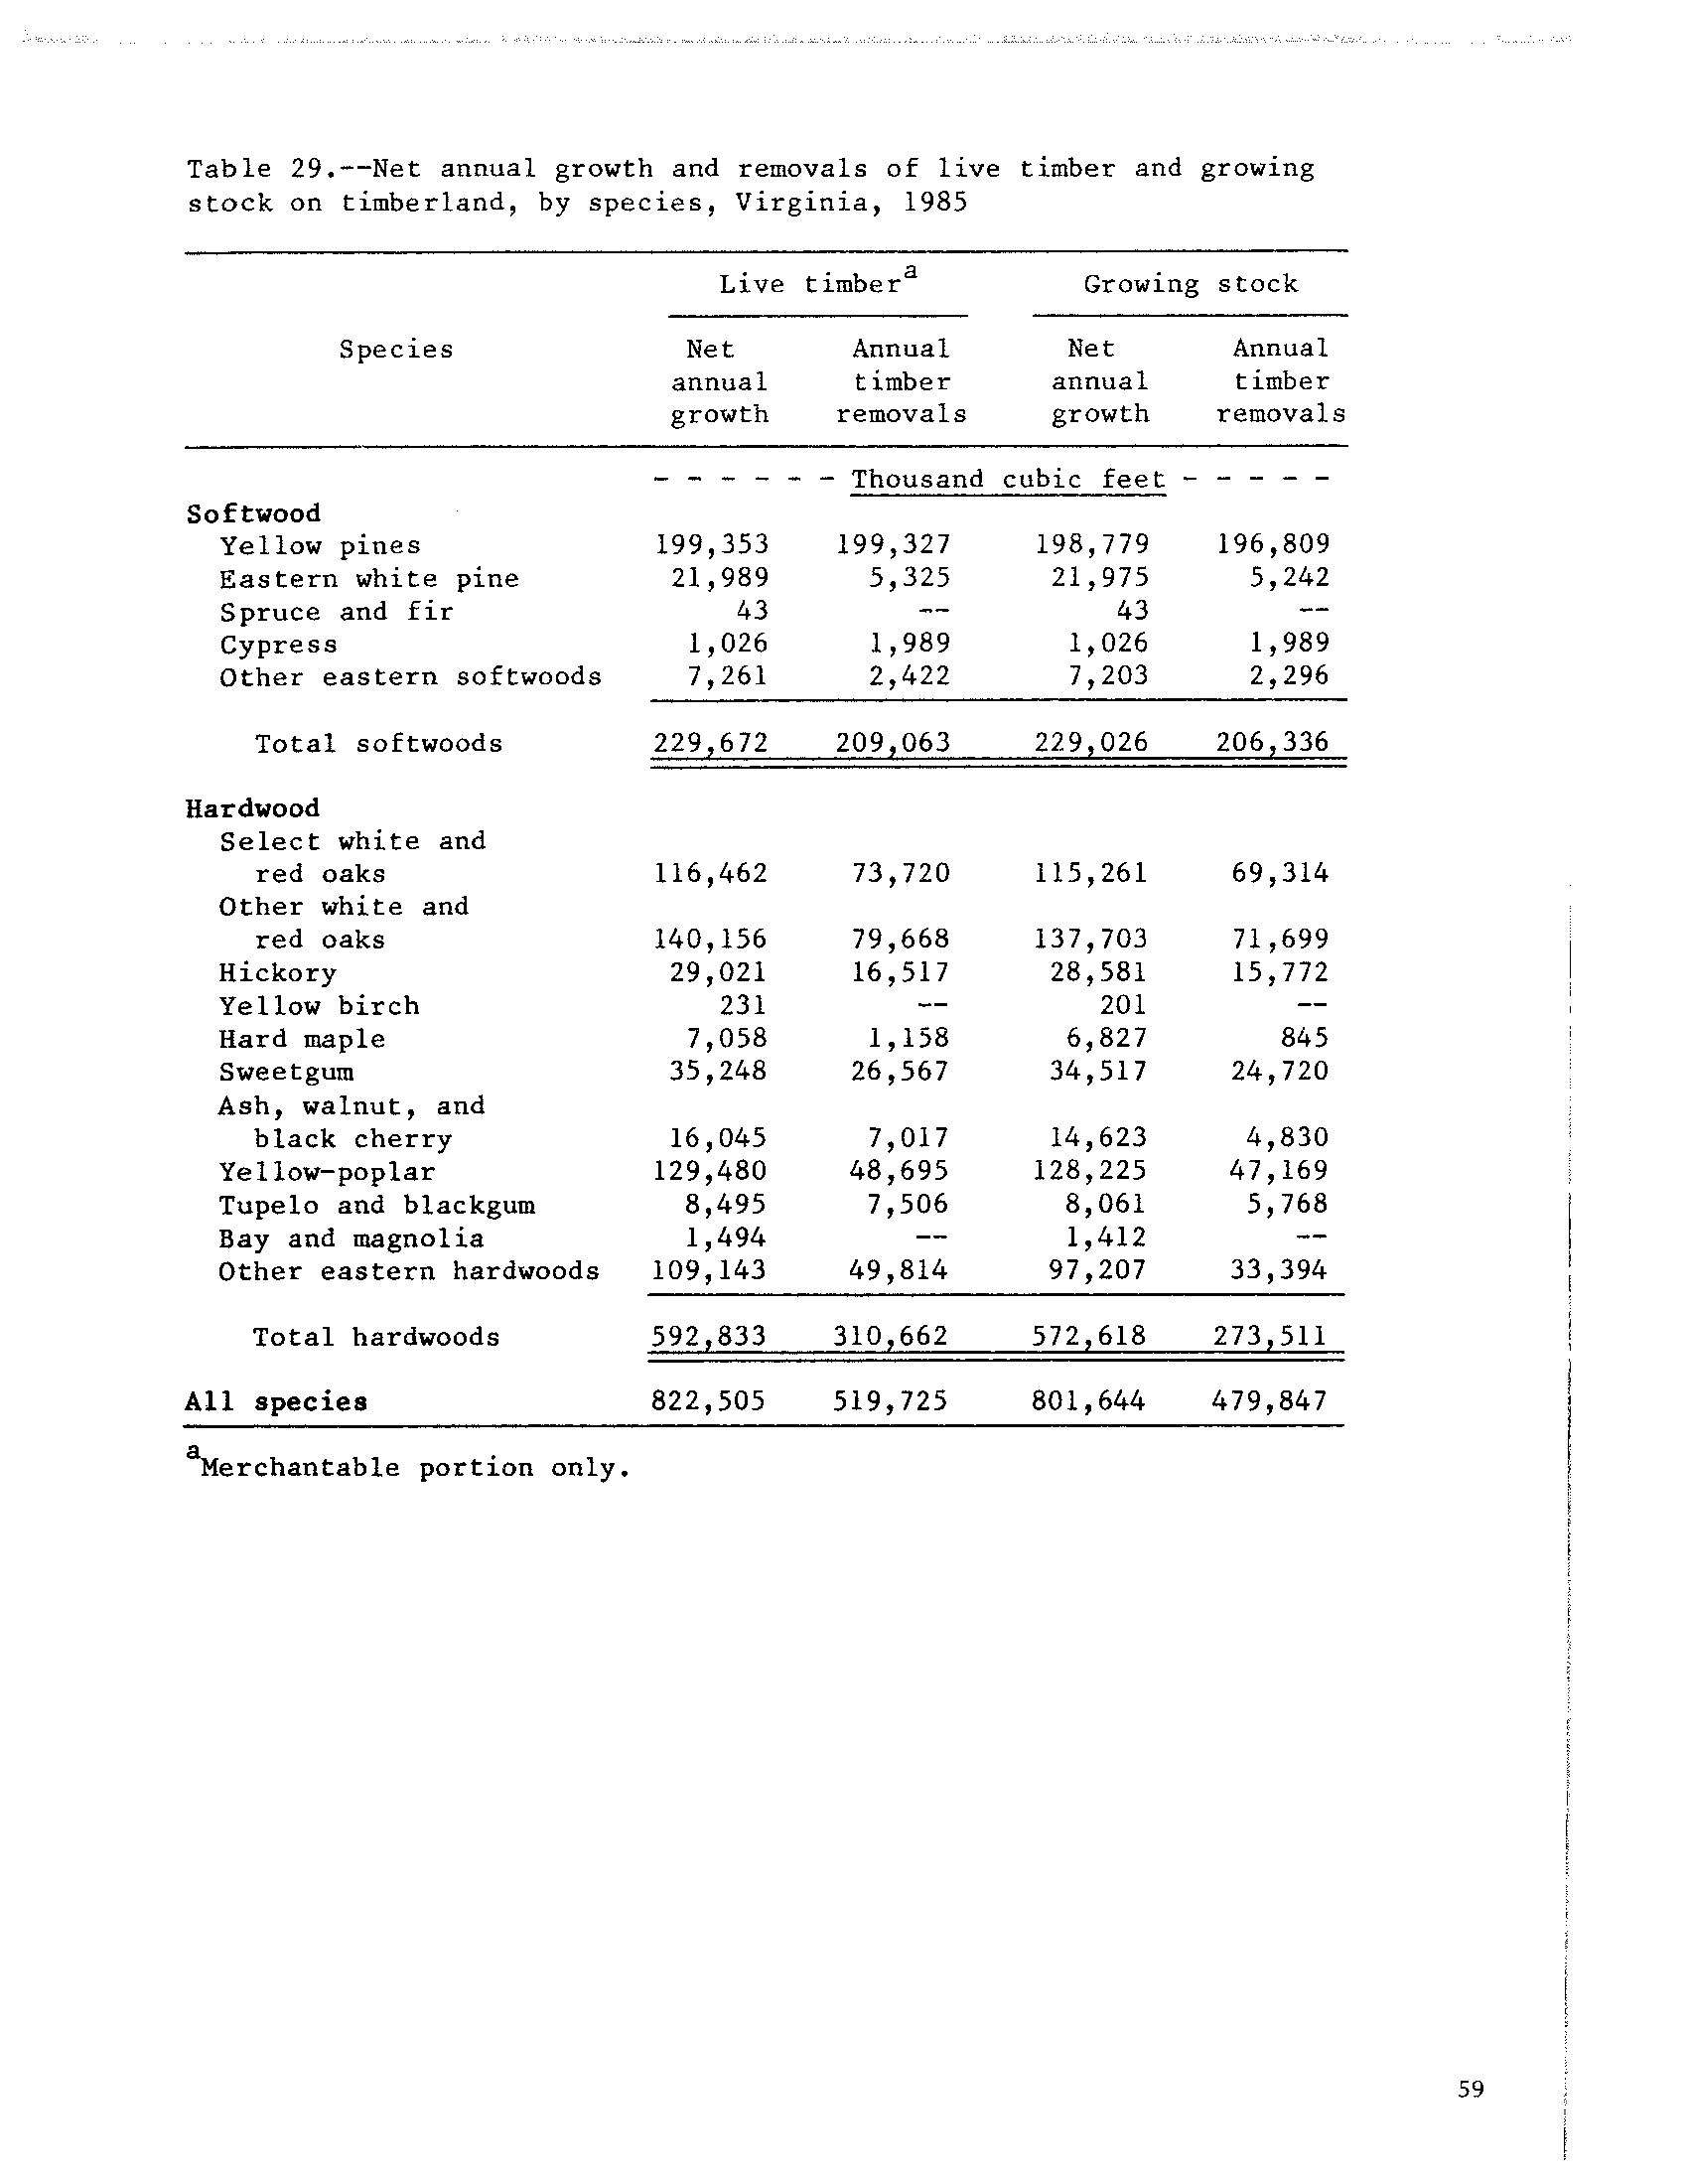 Table 29.--Net annual growth and removals of live timber and growing
stock on timberland, by species, Virginia, 1985
Live timberᵃ Growing stock
Species Net Annual Net Annual
annual timber annual timber
growth removals growth removals
- - - - - - Thousand cubic feet - - - - -
Softwood
Yellow pines 199,353 199,327 198,779 196,809
Eastern white pine 21,989 5,325 21,975 5,242
Spruce and fir 43 -- 43 --
Cypress 1,026 1,989 1,026 1,989
Other eastern softwoods 7,261 2,422 7,203 2,296
Total softwoods 229,672 209,063 229,026 206,336
Hardwood
Select white and
red oaks 116,462 73,720 115,261 69,314
Other white and
red oaks 140,156 79,668 137,703 71,699
Hickory 29,021 16,517 28,581 15,772
Yellow birch 231 -- 201 --
Hard maple 7,058 1,158 6,827 845
Sweetgum 35,248 26,567 34,517 24,720
Ash, walnut, and
black cherry 16,045 7,017 14,623 4,830
Yellow-poplar 129,480 48,695 128,225 47,169
Tupelo and blackgum 8,495 7,506 8,061 5,768
Bay and magnolia 1,494 -- 1,412 --
Other eastern hardwoods 109,143 49,814 97,207 33,394
Total hardwoods 592,833 310,662 572,618 273,511
All species 822,505 519,725 801,644 479,847
ᵃMerchantable portion only.
59